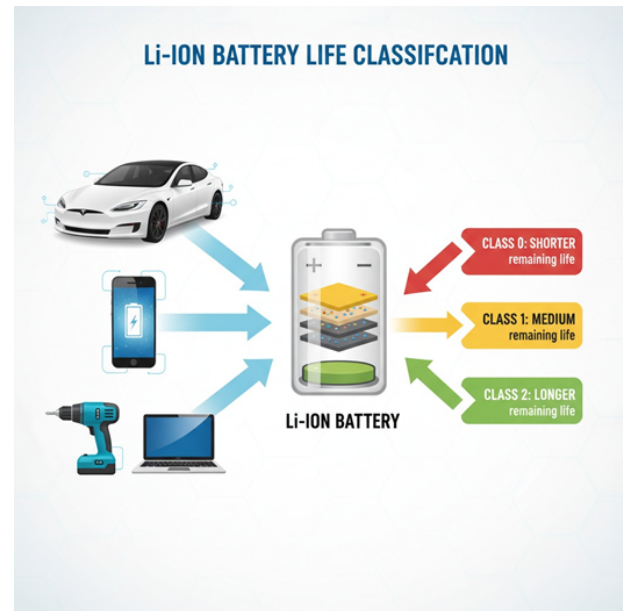 Li-ION BATTERY LIFE CLASSIFCATION
CLASS 0: SHORTER
remaining life
CLASS 1: MEDIUM
remaining life
CLASS 2: LONGER
remaining life
Li-ION BATTERY